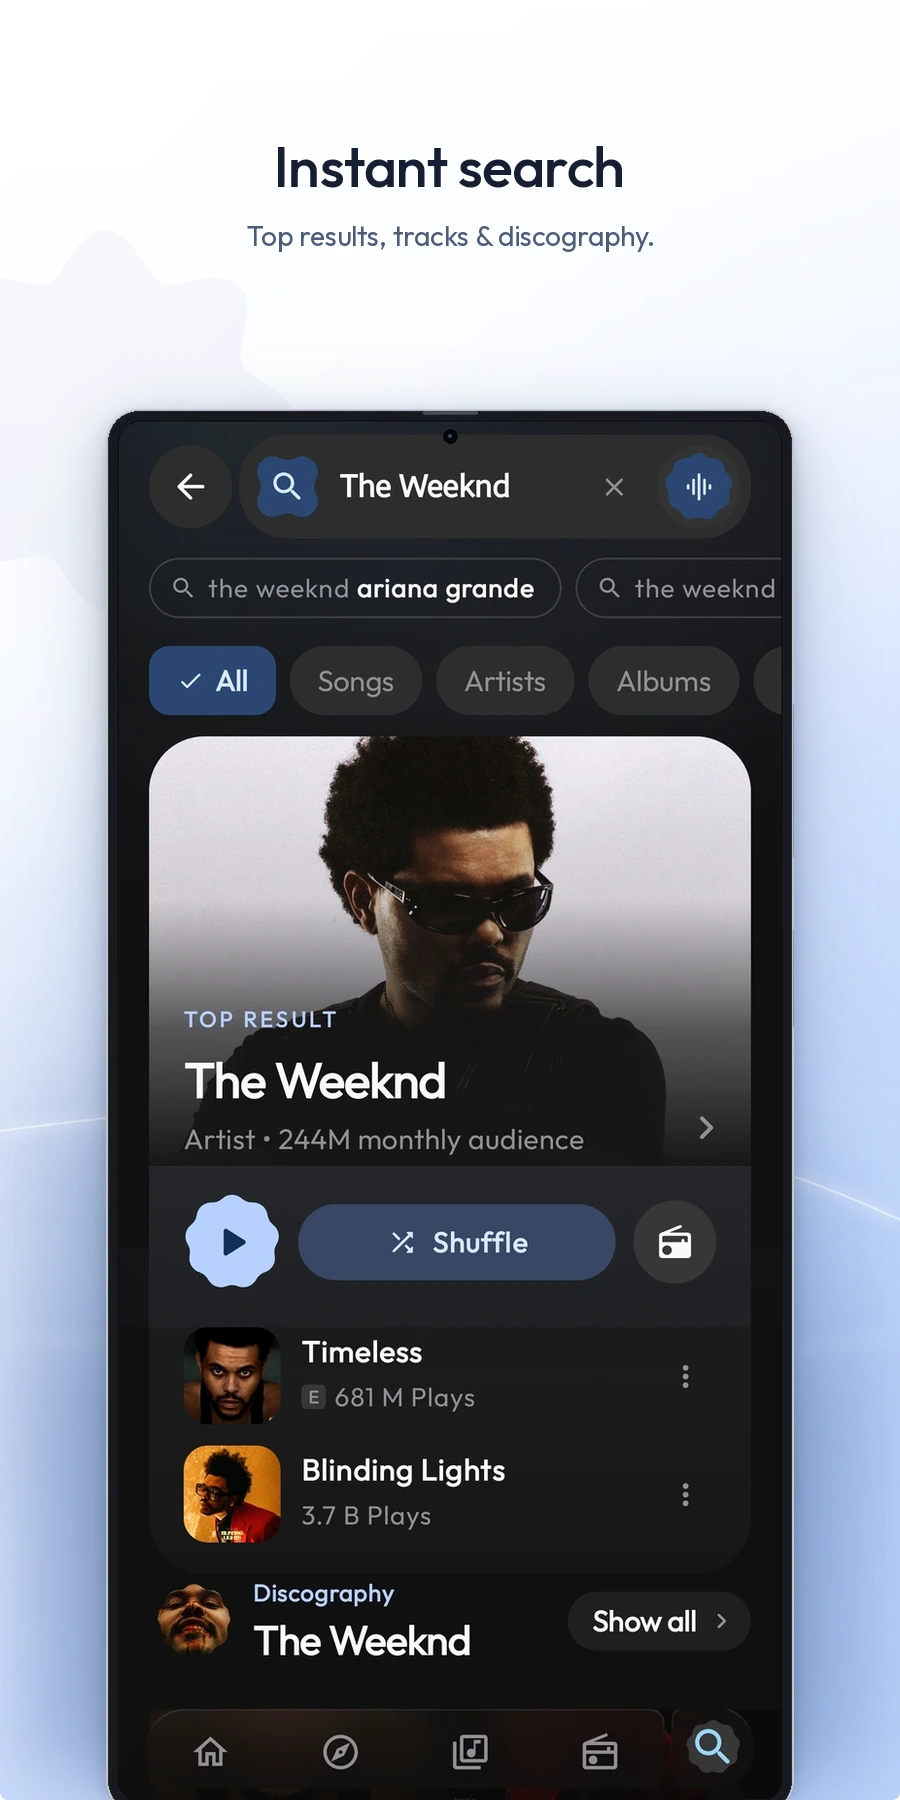 Instant search
Top results, tracks & discography.
The Weeknd
the weeknd ariana grande
the weeknd
All
Songs
Artists
Albums
TOP RESULT
The Weeknd
Artist • 244M monthly audience
Shuffle
Timeless
E 681 M Plays
Blinding Lights
3.7 B Plays
Discography
The Weeknd
Show all